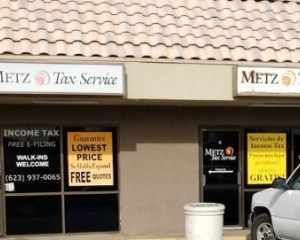 METZ Tax Service
METZ T
INCOME TAX
FREE E-FILING
WALK-INS
WELCOME
(623) 937-0065
Guarantee
LOWEST
PRICE
Se Habla Español
FREE QUOTES
4
METZ
Tax Service
Servicios de
Income Tax
GRATIS